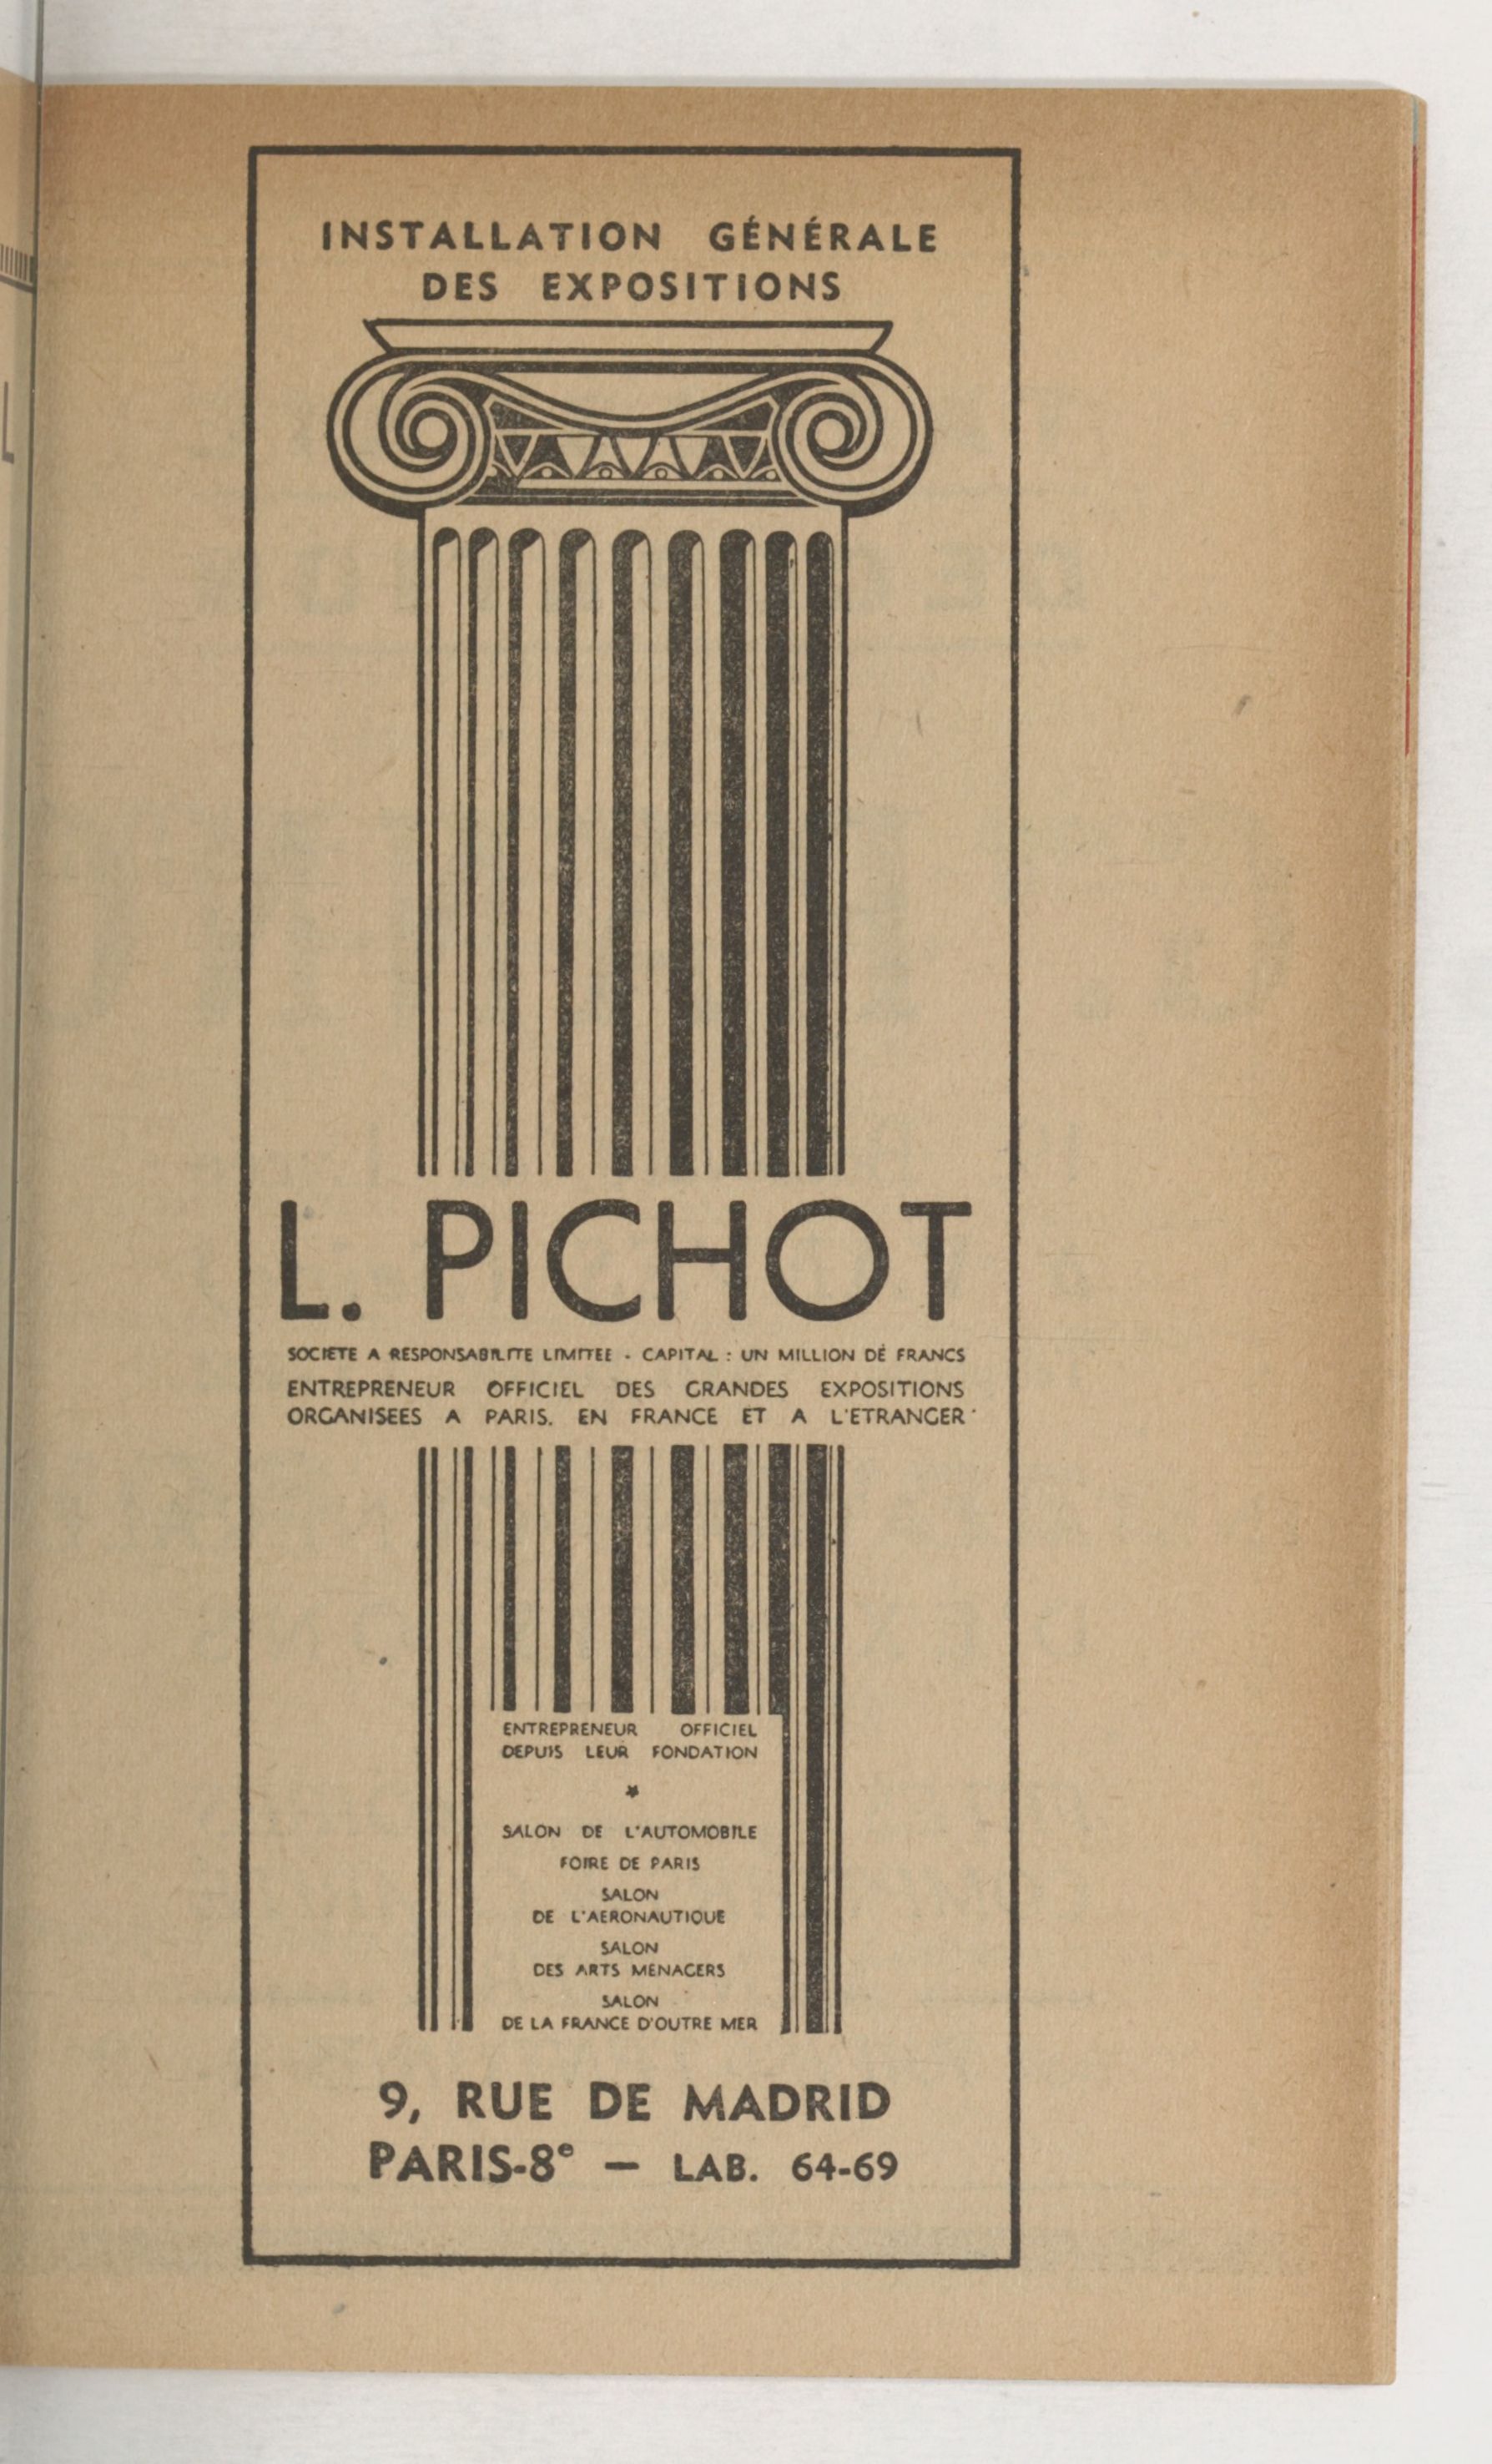 INSTALLATION GÉNÉRALE
DES EXPOSITIONS
L. PICHOT
SOCIETE A RESPONSABILITE LIMITEE - CAPITAL : UN MILLION DE FRANCS
ENTREPRENEUR OFFICIEL DES GRANDES EXPOSITIONS
ORGANISEES A PARIS. EN FRANCE ET A L'ETRANGER
ENTREPRENEUR OFFICIEL
DEPUIS LEUR FONDATION
SALON DE L'AUTOMOBILE
FOIRE DE PARIS
SALON
DE L'AERONAUTIQUE
SALON
DES ARTS MENAGERS
SALON
DE LA FRANCE D'OUTRE MER
9, RUE DE MADRID
PARIS-8e — LAB. 64-69